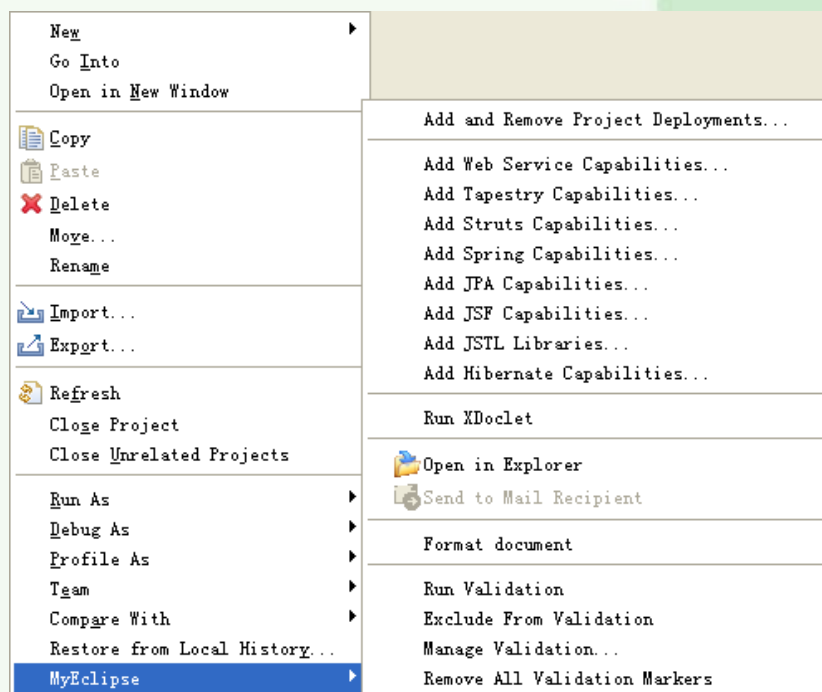 New
Go Into
Open in New Window
Copy
Paste
Delete
Move...
Rename
Import...
Export...
Refresh
Close Project
Close Unrelated Projects
Run As
Debug As
Profile As
Team
Compare With
Restore from Local History...
MyEclipse
Add and Remove Project Deployments...
Add Web Service Capabilities...
Add Tapestry Capabilities...
Add Struts Capabilities...
Add Spring Capabilities...
Add JPA Capabilities...
Add JSF Capabilities...
Add JSTL Libraries...
Add Hibernate Capabilities...
Run XDoclet
Open in Explorer
Send to Mail Recipient
Format document
Run Validation
Exclude From Validation
Manage Validation...
Remove All Validation Markers